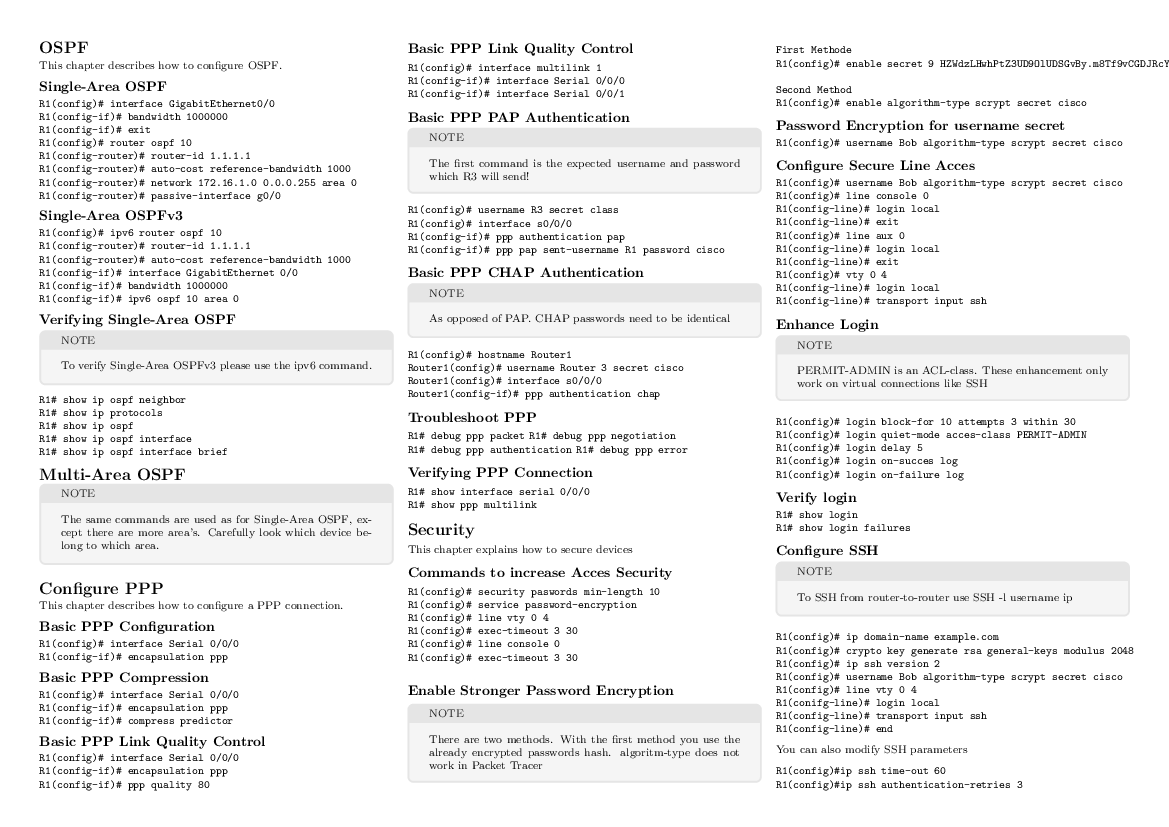 OSPF
This chapter describes how to configure OSPF.
Single-Area OSPF
R1(config)# interface GigabitEthernet0/0
R1(config-if)# bandwidth 1000000
R1(config-if)# exit
R1(config)# router ospf 10
R1(config-router)# router-id 1.1.1.1
R1(config-router)# auto-cost reference-bandwidth 1000
R1(config-router)# network 172.16.1.0 0.0.0.255 area 0
R1(config-router)# passive-interface g0/0
Single-Area OSPFv3
R1(config)# ipv6 router ospf 10
R1(config-router)# router-id 1.1.1.1
R1(config-router)# auto-cost reference-bandwidth 1000
R1(config-if)# interface GigabitEthernet 0/0
R1(config-if)# bandwidth 1000000
R1(config-if)# ipv6 ospf 10 area 0
Verifying Single-Area OSPF
NOTE
To verify Single-Area OSPFv3 please use the ipv6 command.
R1# show ip ospf neighbor
R1# show ip protocols
R1# show ip ospf
R1# show ip ospf interface
R1# show ip ospf interface brief
Multi-Area OSPF
NOTE
The same commands are used as for Single-Area OSPF, ex-
cept there are more area's. Carefully look which device be-
long to which area.
Configure PPP
This chapter describes how to configure a PPP connection.
Basic PPP Configuration
R1(config)# interface Serial 0/0/0
R1(config-if)# encapsulation ppp
Basic PPP Compression
R1(config)# interface Serial 0/0/0
R1(config-if)# encapsulation ppp
R1(config-if)# compress predictor
Basic PPP Link Quality Control
R1(config)# interface Serial 0/0/0
R1(config-if)# encapsulation ppp
R1(config-if)# ppp quality 80
Basic PPP Link Quality Control
R1(config)# interface multilink 1
R1(config-if)# interface Serial 0/0/0
R1(config-if)# interface Serial 0/0/1
Basic PPP PAP Authentication
NOTE
The first command is the expected username and password
which R3 will send!
R1(config)# username R3 secret class
R1(config)# interface s0/0/0
R1(config-if)# ppp authentication pap
R1(config-if)# ppp pap sent-username R1 password cisco
Basic PPP CHAP Authentication
NOTE
As opposed of PAP. CHAP passwords need to be identical
R1(config)# hostname Router1
Router1(config)# username Router 3 secret cisco
Router1(config)# interface s0/0/0
Router1(config-if)# ppp authentication chap
Troubleshoot PPP
R1# debug ppp packet R1# debug ppp negotiation
R1# debug ppp authentication R1# debug ppp error
Verifying PPP Connection
R1# show interface serial 0/0/0
R1# show ppp multilink
Security
This chapter explains how to secure devices
Commands to increase Acces Security
R1(config)# security paswords min-length 10
R1(config)# service password-encryption
R1(config)# line vty 0 4
R1(config)# exec-timeout 3 30
R1(config)# line console 0
R1(config)# exec-timeout 3 30
Enable Stronger Password Encryption
NOTE
There are two methods. With the first method you use the
already encrypted passwords hash. algoritm-type does not
work in Packet Tracer
First Methode
R1(config)# enable secret 9 HZWdzLHwhPtZ3UD90lUDSGvBy.m8Tf9vCGDJRcY
Second Method
R1(config)# enable algorithm-type scrypt secret cisco
Password Encryption for username secret
R1(config)# username Bob algorithm-type scrypt secret cisco
Configure Secure Line Acces
R1(config)# username Bob algorithm-type scrypt secret cisco
R1(config)# line console 0
R1(config-line)# login local
R1(config-line)# exit
R1(config)# line aux 0
R1(config-line)# login local
R1(config-line)# exit
R1(config)# vty 0 4
R1(config-line)# login local
R1(config-line)# transport input ssh
Enhance Login
NOTE
PERMIT-ADMIN is an ACL-class. These enhancement only
work on virtual connections like SSH
R1(config)# login block-for 10 attempts 3 within 30
R1(config)# login quiet-mode acces-class PERMIT-ADMIN
R1(config)# login delay 5
R1(config)# login on-succes log
R1(config)# login on-failure log
Verify login
R1# show login
R1# show login failures
Configure SSH
NOTE
To SSH from router-to-router use SSH -l username ip
R1(config)# ip domain-name example.com
R1(config)# crypto key generate rsa general-keys modulus 2048
R1(config)# ip ssh version 2
R1(config)# username Bob algorithm-type scrypt secret cisco
R1(config)# line vty 0 4
R1(conifg-line)# login local
R1(config-line)# transport input ssh
R1(config-line)# end
You can also modify SSH parameters
R1(config)#ip ssh time-out 60
R1(config)#ip ssh authentication-retries 3